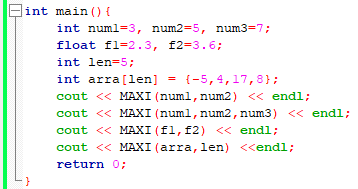 int main(){
int num1=3, num2=5, num3=7;
float f1=2.3, f2=3.6;
int len=5;
int arra[len] = {-5,4,17,8};
cout << MAXI(num1,num2) << endl;
cout << MAXI(num1,num2,num3) << endl;
cout << MAXI(f1,f2) << endl;
cout << MAXI(arra,len) <<endl;
return 0;
}